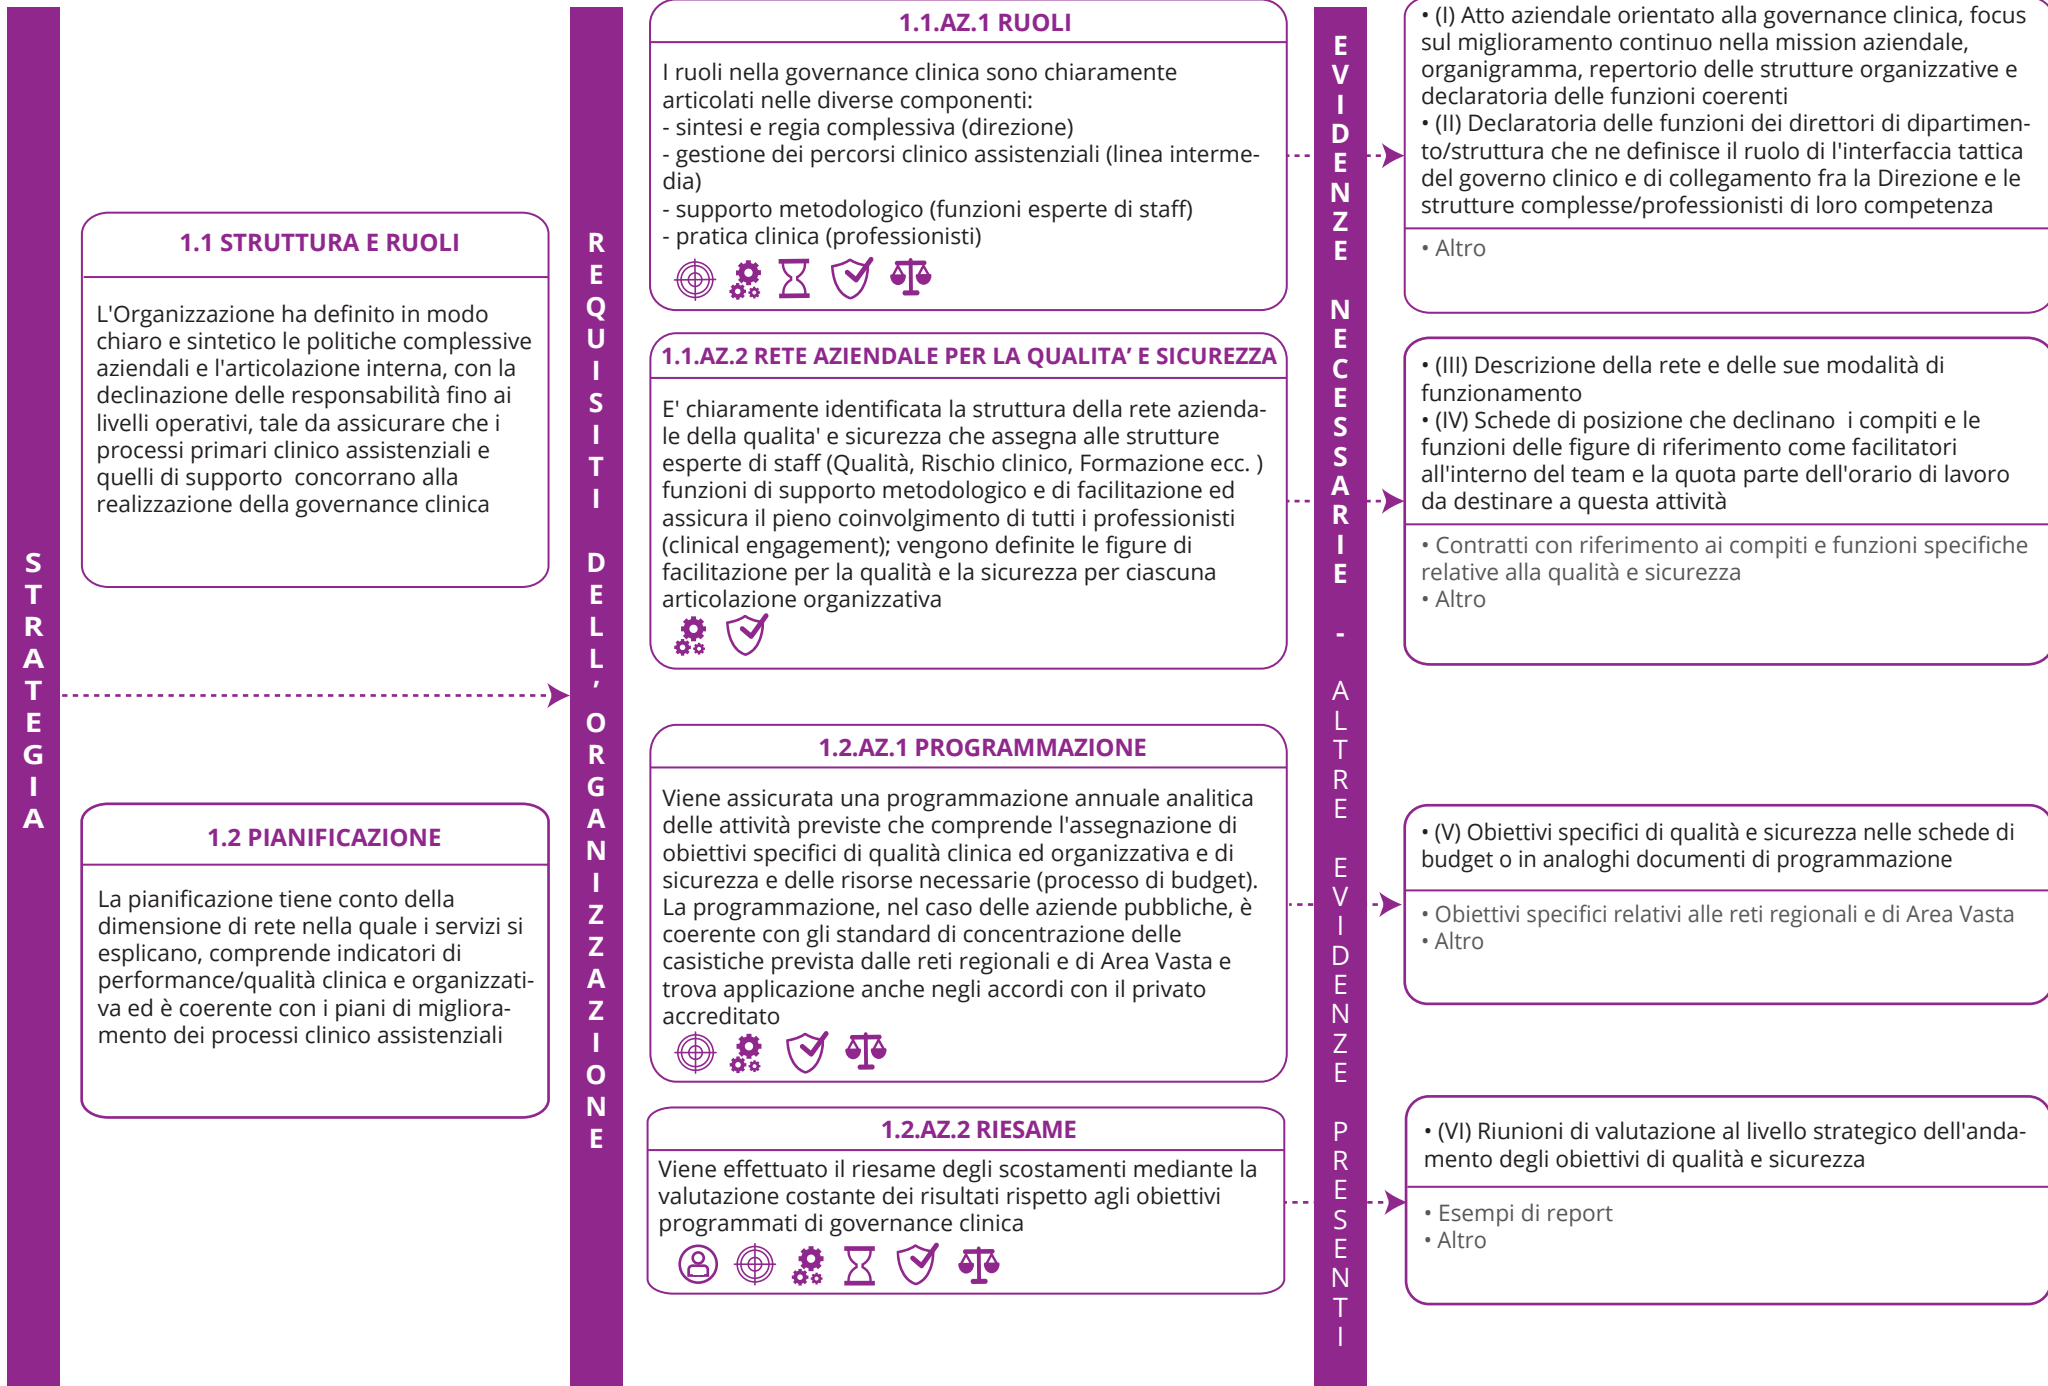 STRATEGIA
1.1 STRUTTURA E RUOLI
L'Organizzazione ha definito in modo
chiaro e sintetico le politiche complessive
aziendali e l'articolazione interna, con la
declinazione delle responsabilità fino ai
livelli operativi, tale da assicurare che i
processi primari clinico assistenziali e
quelli di supporto  concorrano alla
realizzazione della governance clinica
1.2 PIANIFICAZIONE
La pianificazione tiene conto della
dimensione di rete nella quale i servizi si
esplicano, comprende indicatori di
performance/qualità clinica e organizzati-
va ed è coerente con i piani di migliora-
mento dei processi clinico assistenziali
REQUISITI DELL’ORGANIZZAZIONE
1.1.AZ.1 RUOLI
I ruoli nella governance clinica sono chiaramente
articolati nelle diverse componenti:
- sintesi e regia complessiva (direzione)
- gestione dei percorsi clinico assistenziali (linea interme-
dia)
- supporto metodologico (funzioni esperte di staff)
- pratica clinica (professionisti)
1.1.AZ.2 RETE AZIENDALE PER LA QUALITA’ E SICUREZZA
E' chiaramente identificata la struttura della rete azienda-
le della qualita' e sicurezza che assegna alle strutture
esperte di staff (Qualità, Rischio clinico, Formazione ecc. )
funzioni di supporto metodologico e di facilitazione ed
assicura il pieno coinvolgimento di tutti i professionisti
(clinical engagement); vengono definite le figure di
facilitazione per la qualità e la sicurezza per ciascuna
articolazione organizzativa
1.2.AZ.1 PROGRAMMAZIONE
Viene assicurata una programmazione annuale analitica
delle attività previste che comprende l'assegnazione di
obiettivi specifici di qualità clinica ed organizzativa e di
sicurezza e delle risorse necessarie (processo di budget).
La programmazione, nel caso delle aziende pubbliche, è
coerente con gli standard di concentrazione delle
casistiche prevista dalle reti regionali e di Area Vasta e
trova applicazione anche negli accordi con il privato
accreditato
1.2.AZ.2 RIESAME
Viene effettuato il riesame degli scostamenti mediante la
valutazione costante dei risultati rispetto agli obiettivi
programmati di governance clinica
EVIDENZE NECESSARIE - ALTRE EVIDENZE PRESENTI
• (I) Atto aziendale orientato alla governance clinica, focus
sul miglioramento continuo nella mission aziendale,
organigramma, repertorio delle strutture organizzative e
declaratoria delle funzioni coerenti
• (II) Declaratoria delle funzioni dei direttori di dipartimen-
to/struttura che ne definisce il ruolo di l'interfaccia tattica
del governo clinico e di collegamento fra la Direzione e le
strutture complesse/professionisti di loro competenza
• Altro
• (III) Descrizione della rete e delle sue modalità di
funzionamento
• (IV) Schede di posizione che declinano  i compiti e le
funzioni delle figure di riferimento come facilitatori
all'interno del team e la quota parte dell'orario di lavoro
da destinare a questa attività
• Contratti con riferimento ai compiti e funzioni specifiche
relative alla qualità e sicurezza
• Altro
• (V) Obiettivi specifici di qualità e sicurezza nelle schede di
budget o in analoghi documenti di programmazione
• Obiettivi specifici relativi alle reti regionali e di Area Vasta
• Altro
• (VI) Riunioni di valutazione al livello strategico dell'anda-
mento degli obiettivi di qualità e sicurezza
• Esempi di report
• Altro